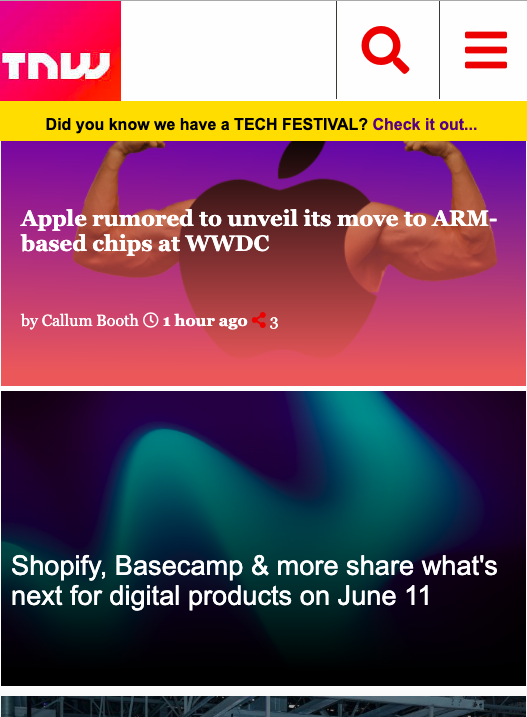 TNW
Did you know we have a TECH FESTIVAL? Check it out...
Apple rumored to unveil its move to ARM-
based chips at WWDC
by Callum Booth 1 hour ago 3
Shopify, Basecamp & more share what's
next for digital products on June 11